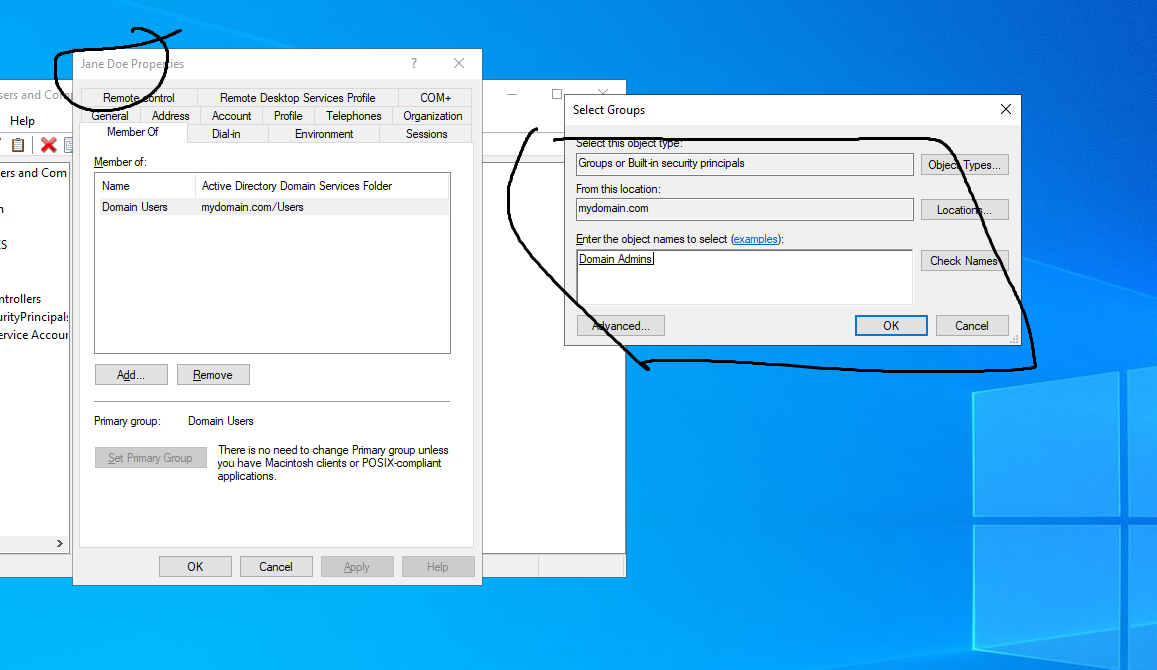 Jane Doe Properties
?
sers and Com
Help
ers and Com
n
ES
ntrollers
urityPrincipals
ervice Accour
Remote control Remote Desktop Services Profile COM+
General Address Account Profile Telephones Organization
Member Of Dial-in Environment Sessions
Member of:
Name Active Directory Domain Services Folder
Domain Users mydomain.com/Users
Add... Remove
Primary group: Domain Users
Set Primary Group
There is no need to change Primary group unless
you have Macintosh clients or POSIX-compliant
applications.
OK Cancel Apply Help
Select Groups
Select this object type:
Groups or Built-in security principals Object Types...
From this location:
mydomain.com Locations...
Enter the object names to select (examples):
Domain Admins Check Names
Advanced... OK Cancel